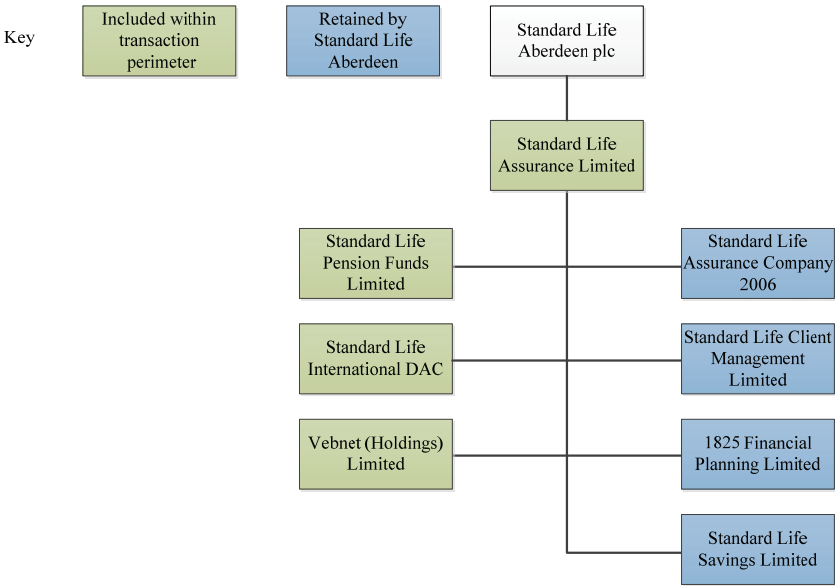 Key
Included within
transaction
perimeter
Retained by
Standard Life
Aberdeen
Standard Life
Aberdeen plc
Standard Life
Assurance Limited
Standard Life
Pension Funds
Limited
Standard Life
Assurance Company
2006
Standard Life
International DAC
Standard Life Client
Management
Limited
Vebnet (Holdings)
Limited
1825 Financial
Planning Limited
Standard Life
Savings Limited